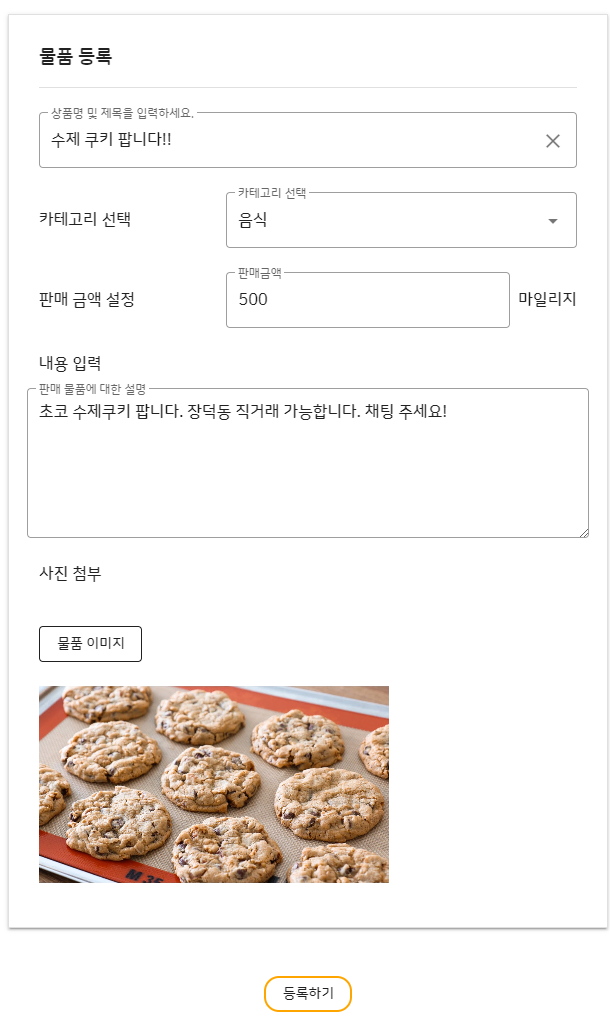 물품 등록
상품명 및 제목을 입력하세요.
수제 쿠키 팝니다!!
카테고리 선택
카테고리 선택
음식
판매금액
판매 금액 설정
500
마일리지
내용 입력
판매 물품에 대한 설명
초코 수제쿠키 팝니다. 장덕동 직거래 가능합니다. 채팅 주세요!
사진 첨부
물품 이미지
등록하기